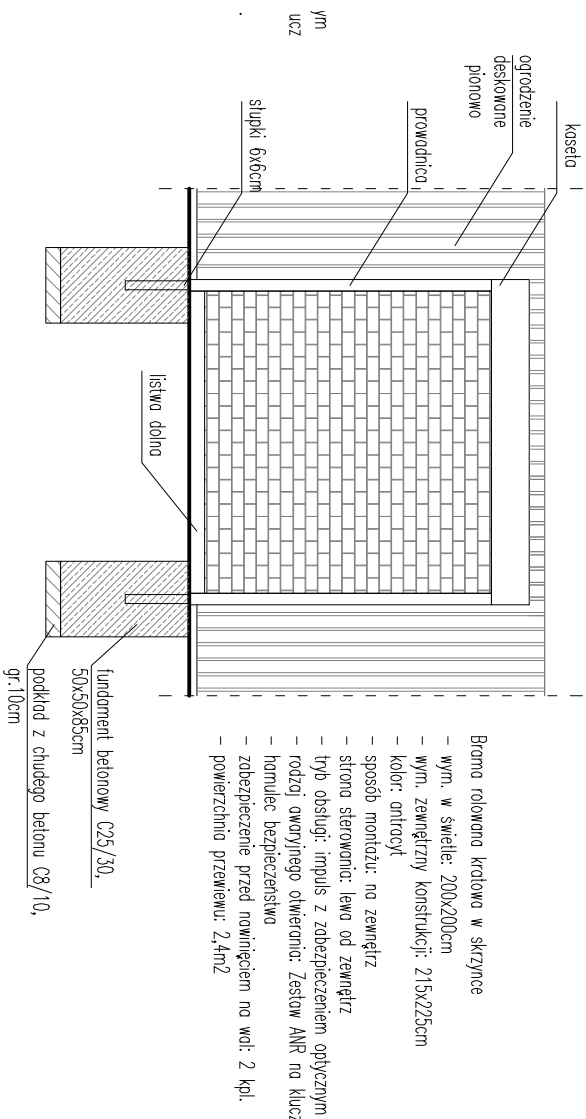 ym
ucz
.
kaseta
ogrodzenie
deskowane
pionowo
prowadnica
słupki 6x6cm
listwa dolna
fundament betonowy C25/30,
50x50x85cm
podkład z chudego betonu C8/10,
gr.10cm
Brama rolowana kratowa w skrzynce
- wym. w świetle: 200x200cm
- wym. zewnętrzny konstrukcji: 215x225cm
- kolor: antracyt
- sposób montażu: na zewnętrz
- strona sterowania: lewa od zewnętrz
- tryb obsługi: impuls z zabezpieczeniem optycznym
- rodzaj awaryjnego otwierania: Zestaw ANR na klucz
- hamulec bezpieczeństwa
- zabezpieczenie przed nawinięciem na wał: 2 kpl.
- powierzchnia przewiewu: 2,4m2